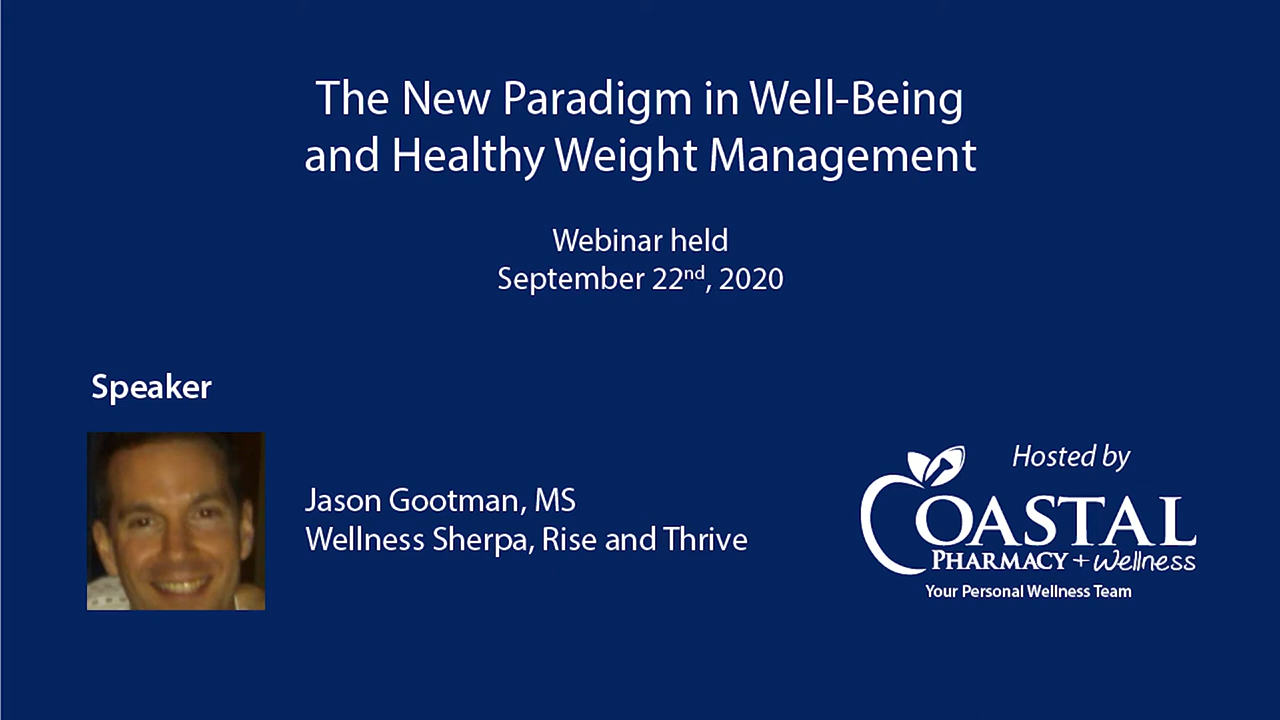 The New Paradigm in Well-Being
and Healthy Weight Management
Webinar held
September 22nd, 2020
Speaker
Jason Gootman, MS
Wellness Sherpa, Rise and Thrive
Hosted by
COASTAL
PHARMACY + Wellness
Your Personal Wellness Team